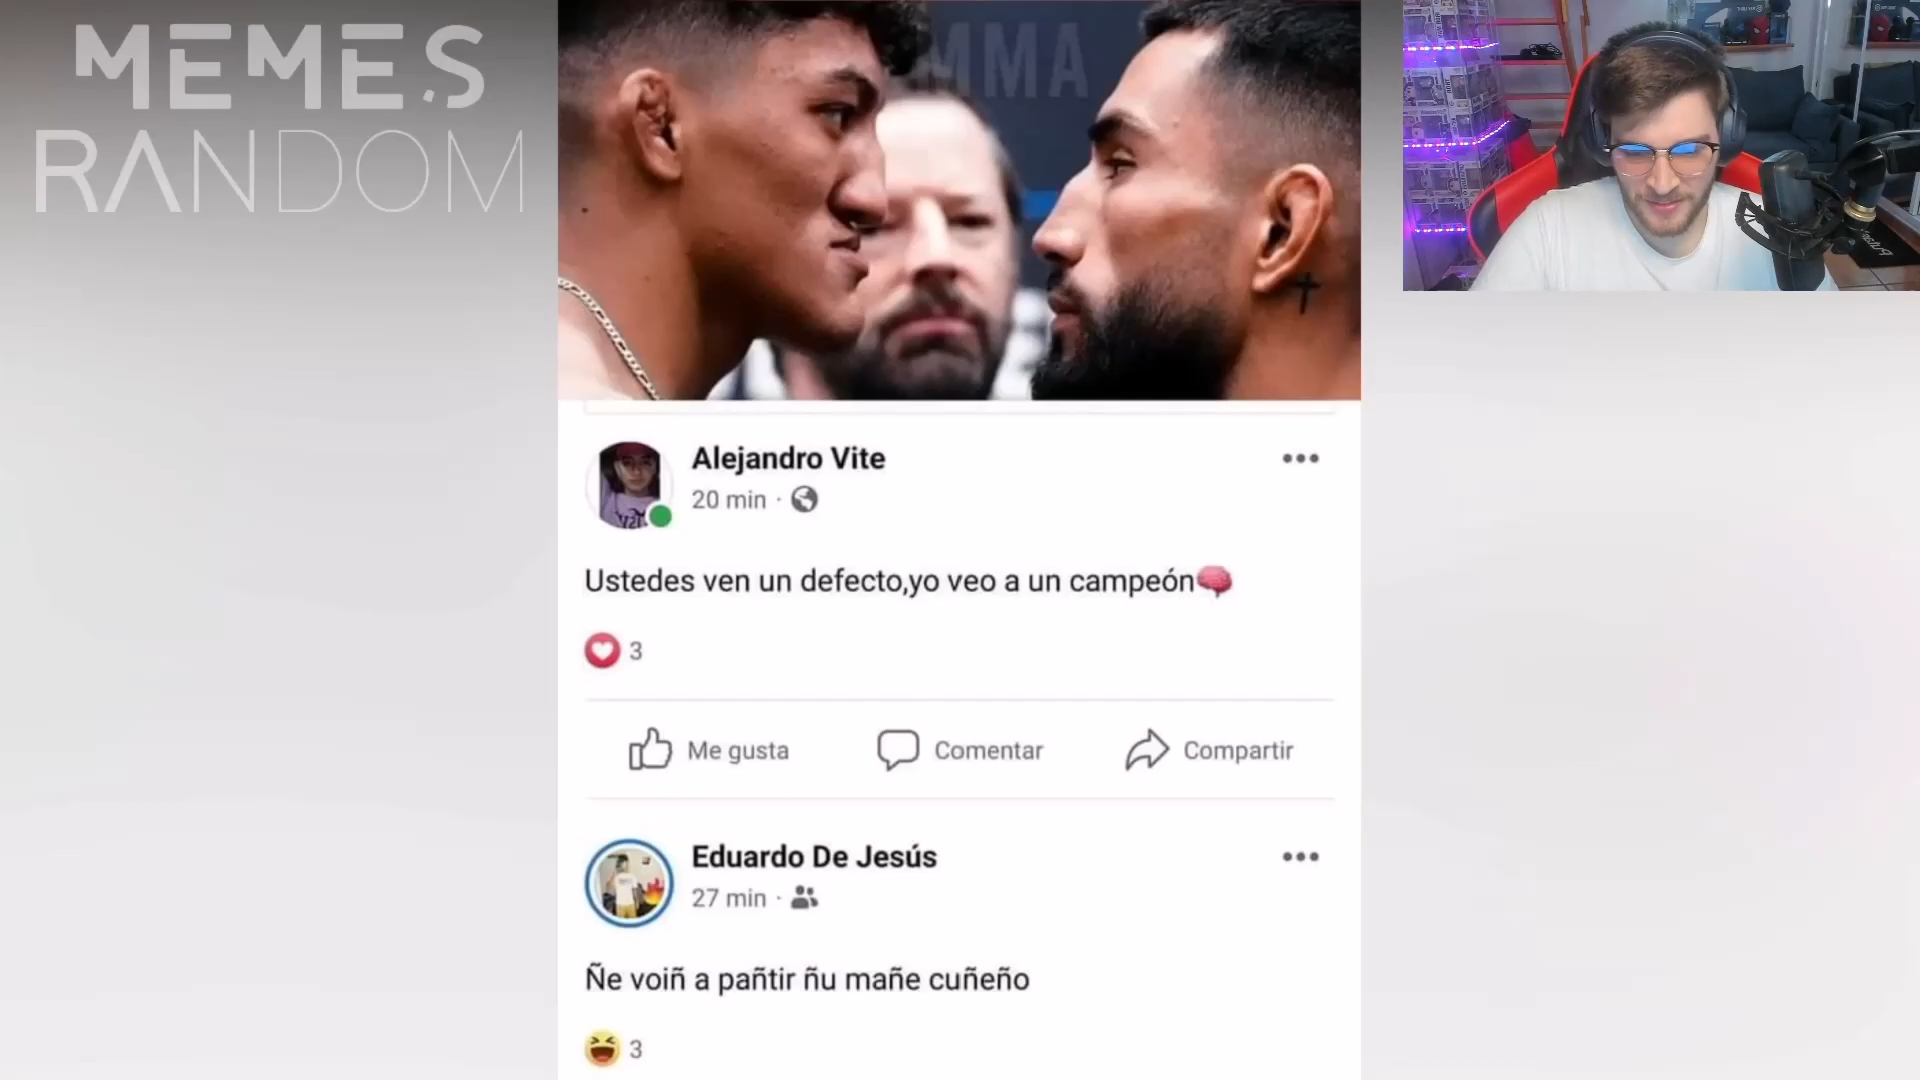 MEMES
RANDOM
MMA
Alejandro Vite
20 min ·
Ustedes ven un defecto,yo veo a un campeón
3
Me gusta
Comentar
Compartir
Eduardo De Jesús
27 min ·
Ñe voiñ a pañtir ñu mañe cuñeño
3